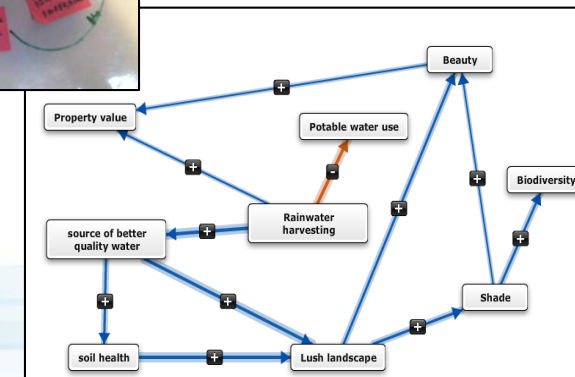 Beauty
+
Property value
Potable water use
+
-
Biodiversity
+
+
Rainwater
harvesting
source of better
quality water
+
+
Shade
+
+
+
soil health
+
Lush landscape